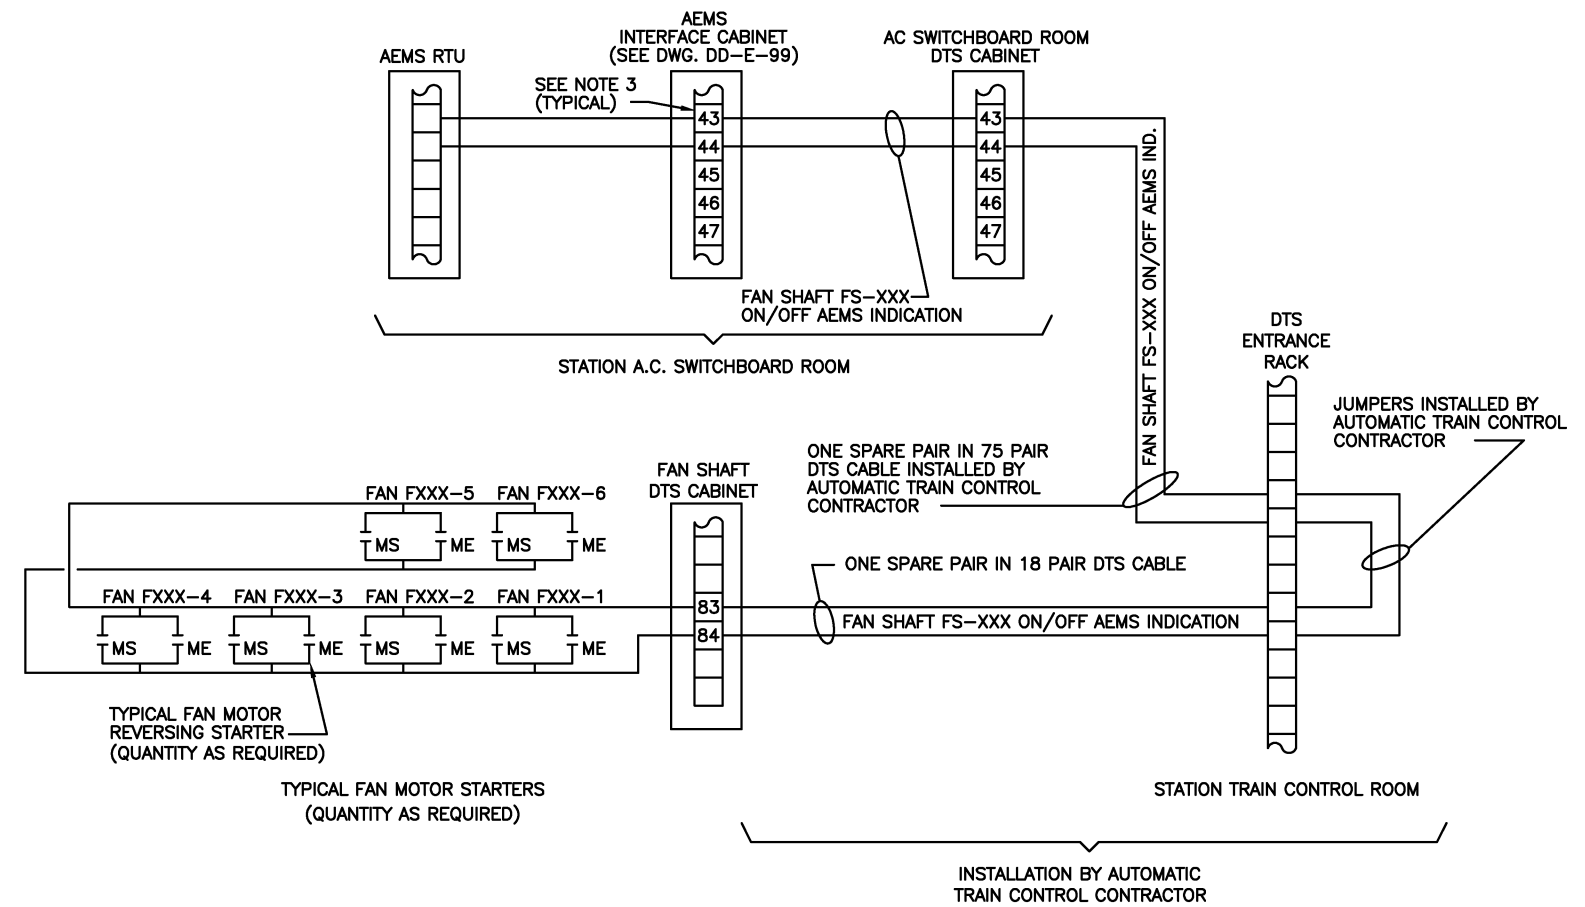 AEMS RTU
AEMS
INTERFACE CABINET
(SEE DWG. DD-E-99)
AC SWITCHBOARD ROOM
DTS CABINET
SEE NOTE 3
(TYPICAL)
43
44
45
46
47
43
44
45
46
47
FAN SHAFT FS-XXX
ON/OFF AEMS INDICATION
FAN SHAFT FS-XXX ON/OFF AEMS IND.
STATION A.C. SWITCHBOARD ROOM
DTS
ENTRANCE
RACK
JUMPERS INSTALLED BY
AUTOMATIC TRAIN CONTROL
CONTRACTOR
ONE SPARE PAIR IN 75 PAIR
DTS CABLE INSTALLED BY
AUTOMATIC TRAIN CONTROL
CONTRACTOR
FAN SHAFT
DTS CABINET
FAN FXXX-5
FAN FXXX-6
MS
ME
MS
ME
ONE SPARE PAIR IN 18 PAIR DTS CABLE
FAN FXXX-4
FAN FXXX-3
FAN FXXX-2
FAN FXXX-1
83
84
FAN SHAFT FS-XXX ON/OFF AEMS INDICATION
MS
ME
MS
ME
MS
ME
MS
ME
TYPICAL FAN MOTOR
REVERSING STARTER
(QUANTITY AS REQUIRED)
TYPICAL FAN MOTOR STARTERS
(QUANTITY AS REQUIRED)
STATION TRAIN CONTROL ROOM
INSTALLATION BY AUTOMATIC
TRAIN CONTROL CONTRACTOR